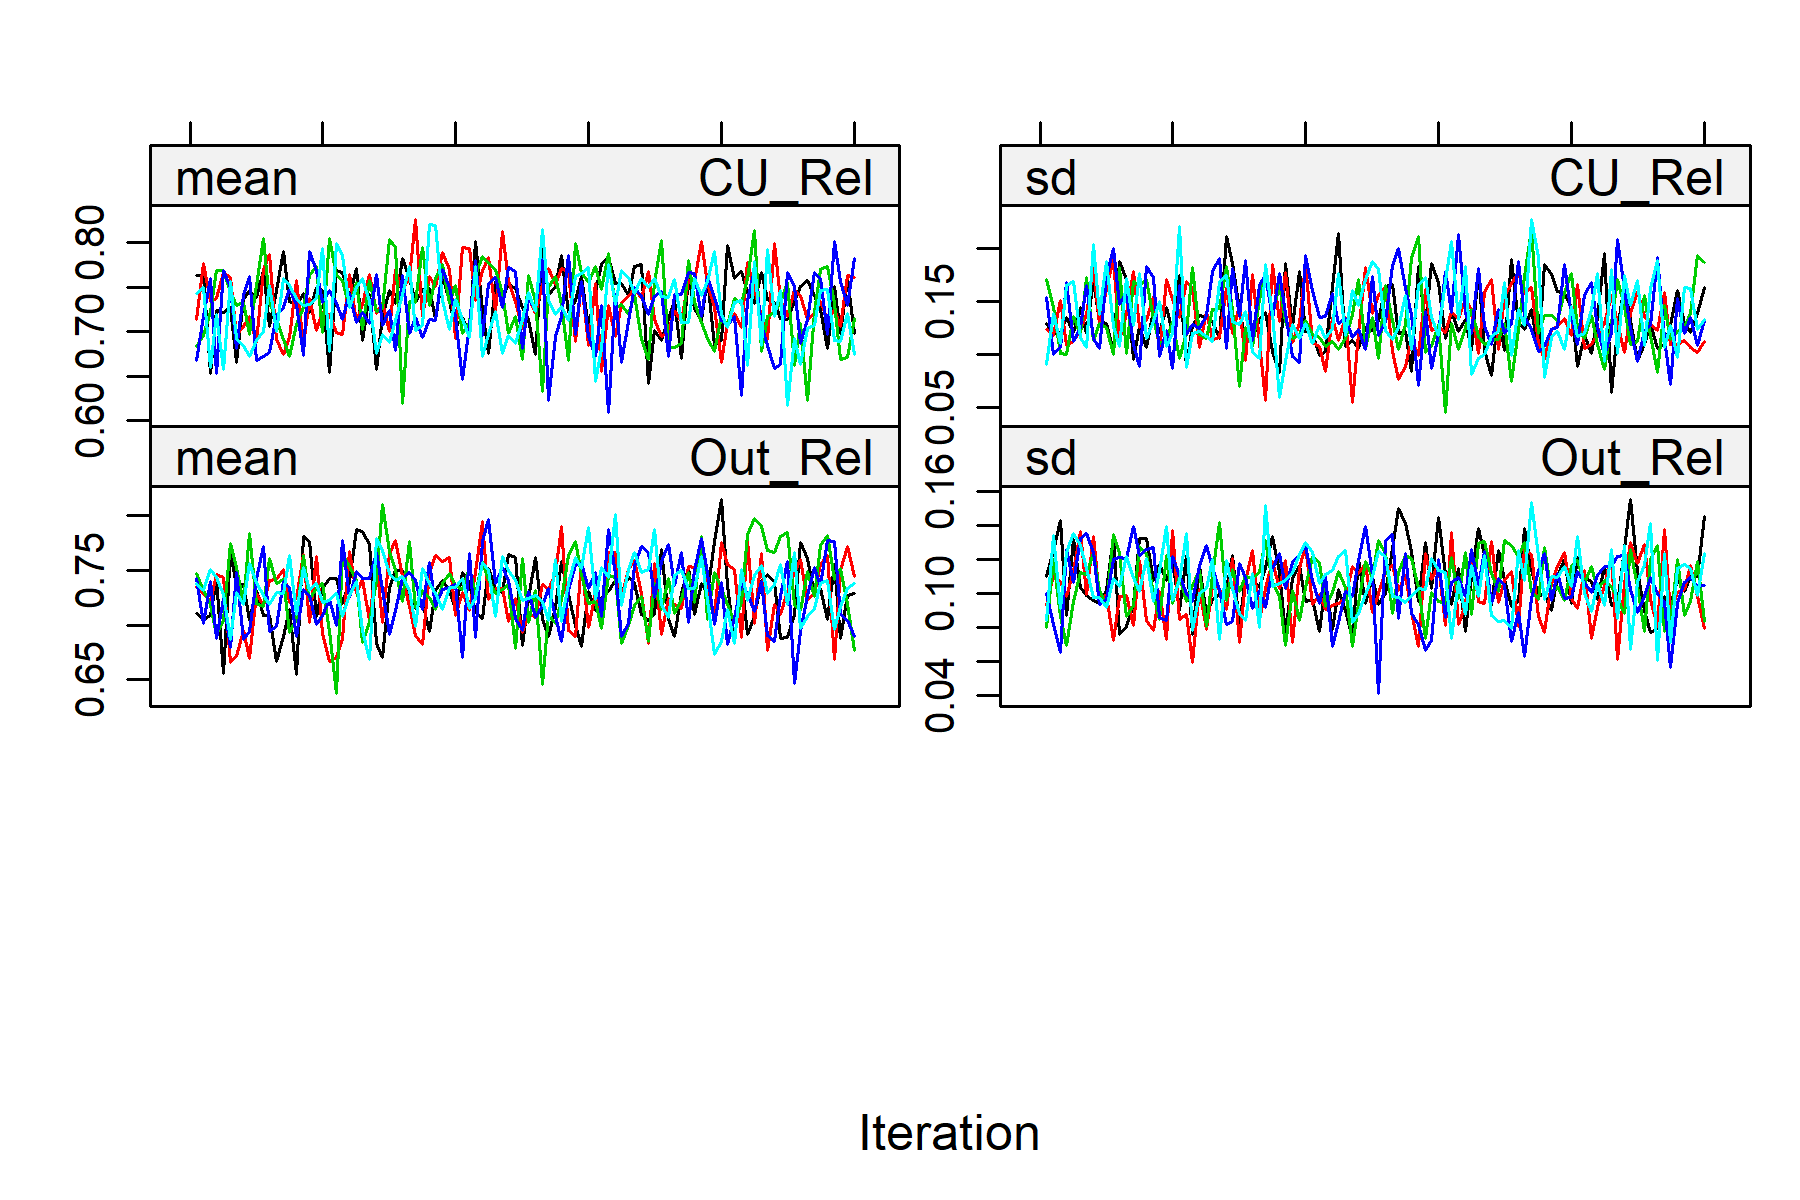 mean CU_Rel
sd CU_Rel
0.60 0.70 0.80
0.05 0.15
mean Out_Rel
sd Out_Rel
0.65 0.75
0.04 0.10 0.16
Iteration